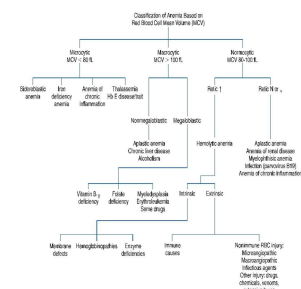 Classification of Anemia Based on
Red Blood Cell Mean Volume (MCV)
Microcytic
MCV < 80 fL
Macrocytic
MCV > 100 fL
Normocytic
MCV 80-100 fL
Sideroblastic
anemia
Iron
deficiency
anemia
Anemia of
chronic
inflammation
Thalassemia
Hb E disease/trait
Retic ↑
Retic N or
Nonmegaloblastic
Megaloblastic
Aplastic anemia
Chronic liver disease
Alcoholism
Hemolytic anemia
Aplastic anemia
Anemia of renal disease
Myelophthisic anemia
Infection (parvovirus B19)
Anemia of chronic inflammation
Vitamin B12
deficiency
Folate
deficiency
Myelodysplasia
Erythroleukemia
Some drugs
Intrinsic
Extrinsic
Membrane
defects
Hemoglobinopathies
Enzyme
deficiencies
Immune
causes
Nonimmune RBC injury:
Microangiopathic
Macroangiopathic
Infectious agents
Other injury: drugs,
chemicals, venoms,